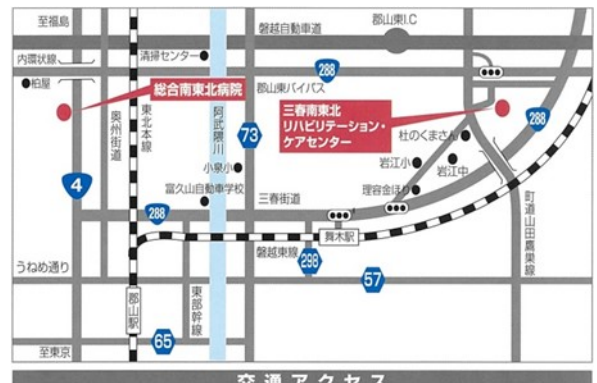 至福島
磐越自動車道
郡山東I.C
内環状線
清掃センター
柏屋
288
郡山東バイパス
総合南東北病院
三春南東北
リハビリテーション・
ケアセンター
奥州街道
東北本線
阿武隈川
73
杜のくまさん
288
小泉小
岩江小
岩江中
4
富久山自動車学校
理容金ほり
288
三春街道
舞木駅
町道山田鷹巣線
磐越東線
298
うねめ通り
57
郡山駅
東部幹線
65
至東京
交通アクセス